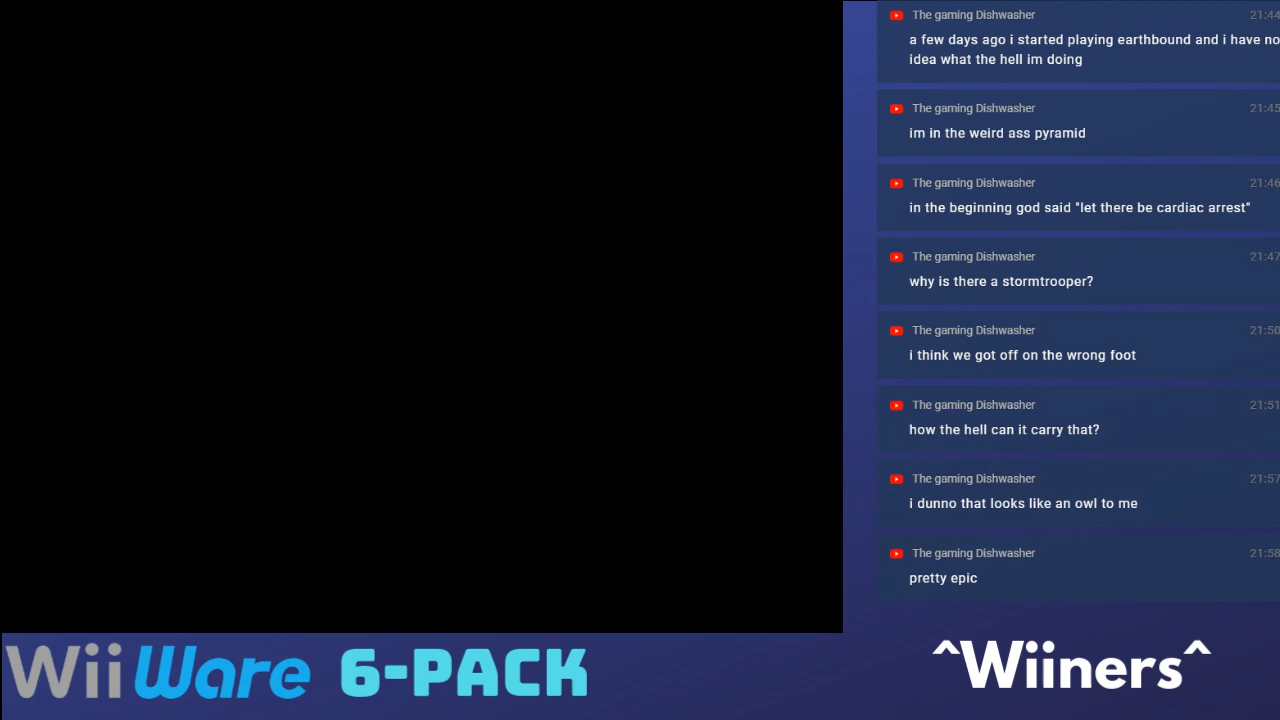 The gaming Dishwasher 21:44
a few days ago i started playing earthbound and i have no
idea what the hell im doing
The gaming Dishwasher 21:45
im in the weird ass pyramid
The gaming Dishwasher 21:46
in the beginning god said "let there be cardiac arrest"
The gaming Dishwasher 21:47
why is there a stormtrooper?
The gaming Dishwasher 21:50
i think we got off on the wrong foot
The gaming Dishwasher 21:51
how the hell can it carry that?
The gaming Dishwasher 21:57
i dunno that looks like an owl to me
The gaming Dishwasher 21:58
pretty epic
WiiWare 6-PACK
^Wiiners^